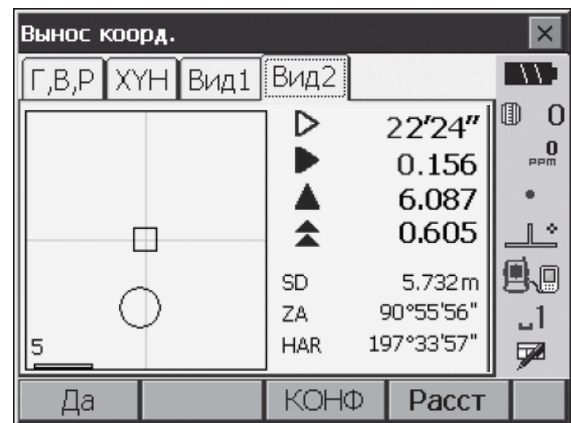 Вынос коорд.
Г,В,Р XYH Вид1 Вид2
22'24"
0.156
6.087
0.605
SD 5.732 m
ZA 90°55'56"
HAR 197°33'57"
5
0
0
PPM
1
Да КОНФ Расст